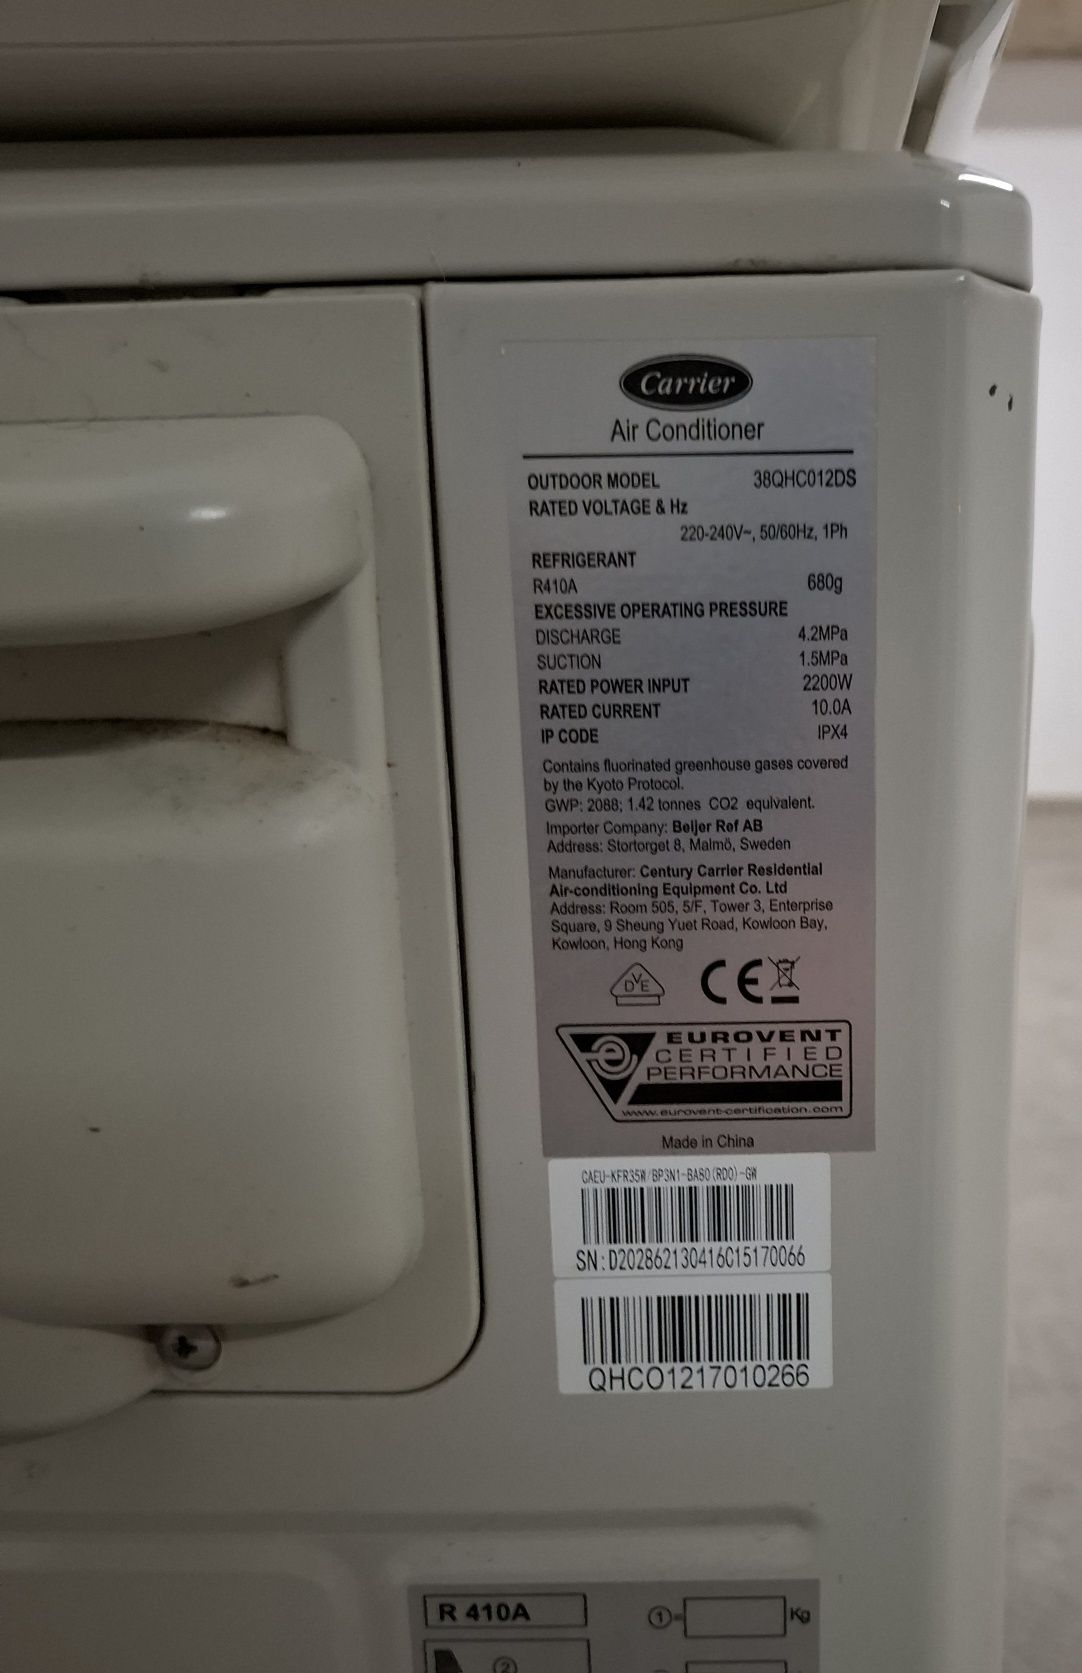 Carrier
Air Conditioner
OUTDOOR MODEL 38QHC012DS
RATED VOLTAGE & Hz
220-240V~, 50/60Hz, 1Ph
REFRIGERANT
R410A 680g
EXCESSIVE OPERATING PRESSURE
DISCHARGE 4.2MPa
SUCTION 1.5MPa
RATED POWER INPUT 2200W
RATED CURRENT 10.0A
IP CODE IPX4
Contains fluorinated greenhouse gases covered
by the Kyoto Protocol.
GWP: 2088; 1.42 tonnes CO2 equivalent.
Importer Company: Beijer Ref AB
Address: Stortorget 8, Malmö, Sweden
Manufacturer: Century Carrier Residential
Air-conditioning Equipment Co. Ltd
Address: Room 505, 5/F, Tower 3, Enterprise
Square, 9 Sheung Yuet Road, Kowloon Bay,
Kowloon, Hong Kong
DVE CE
EUROVENT
CERTIFIED
PERFORMANCE
www.eurovent-certification.com
Made in China
CAEU-KFR35W/BP3N1-BA80(RD0)-GW
SN:D202862130416C15170066
QHC01217010266
R 410A ①= Kg
②